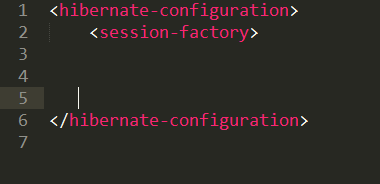 1 <hibernate-configuration>
2 <session-factory>
3
4
5
6 </hibernate-configuration>
7